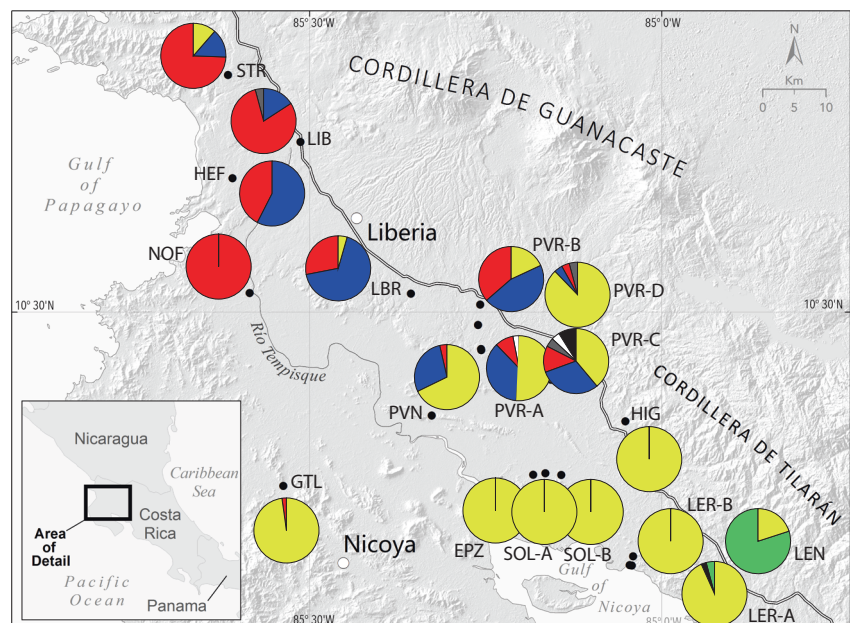 85° 30'W
85° 0'W
N
Km
0 5 10
STR
CORDILLERA DE GUANACASTE
LIB
Gulf
of
Papagayo
HEF
Liberia
NOF
PVR-B
PVR-D
LBR
10° 30'N
10° 30'N
Río Tempisque
PVR-C
PVN
PVR-A
CORDILLERA DE TILARÁN
HIG
Nicaragua
Caribbean
Sea
GTL
Costa
Rica
Area
of
Detail
LER-B
LEN
Nicoya
EPZ
SOL-A
SOL-B
Gulf
of
Nicoya
Pacific
Ocean
Panama
LER-A
85° 30'W
85° 0'W